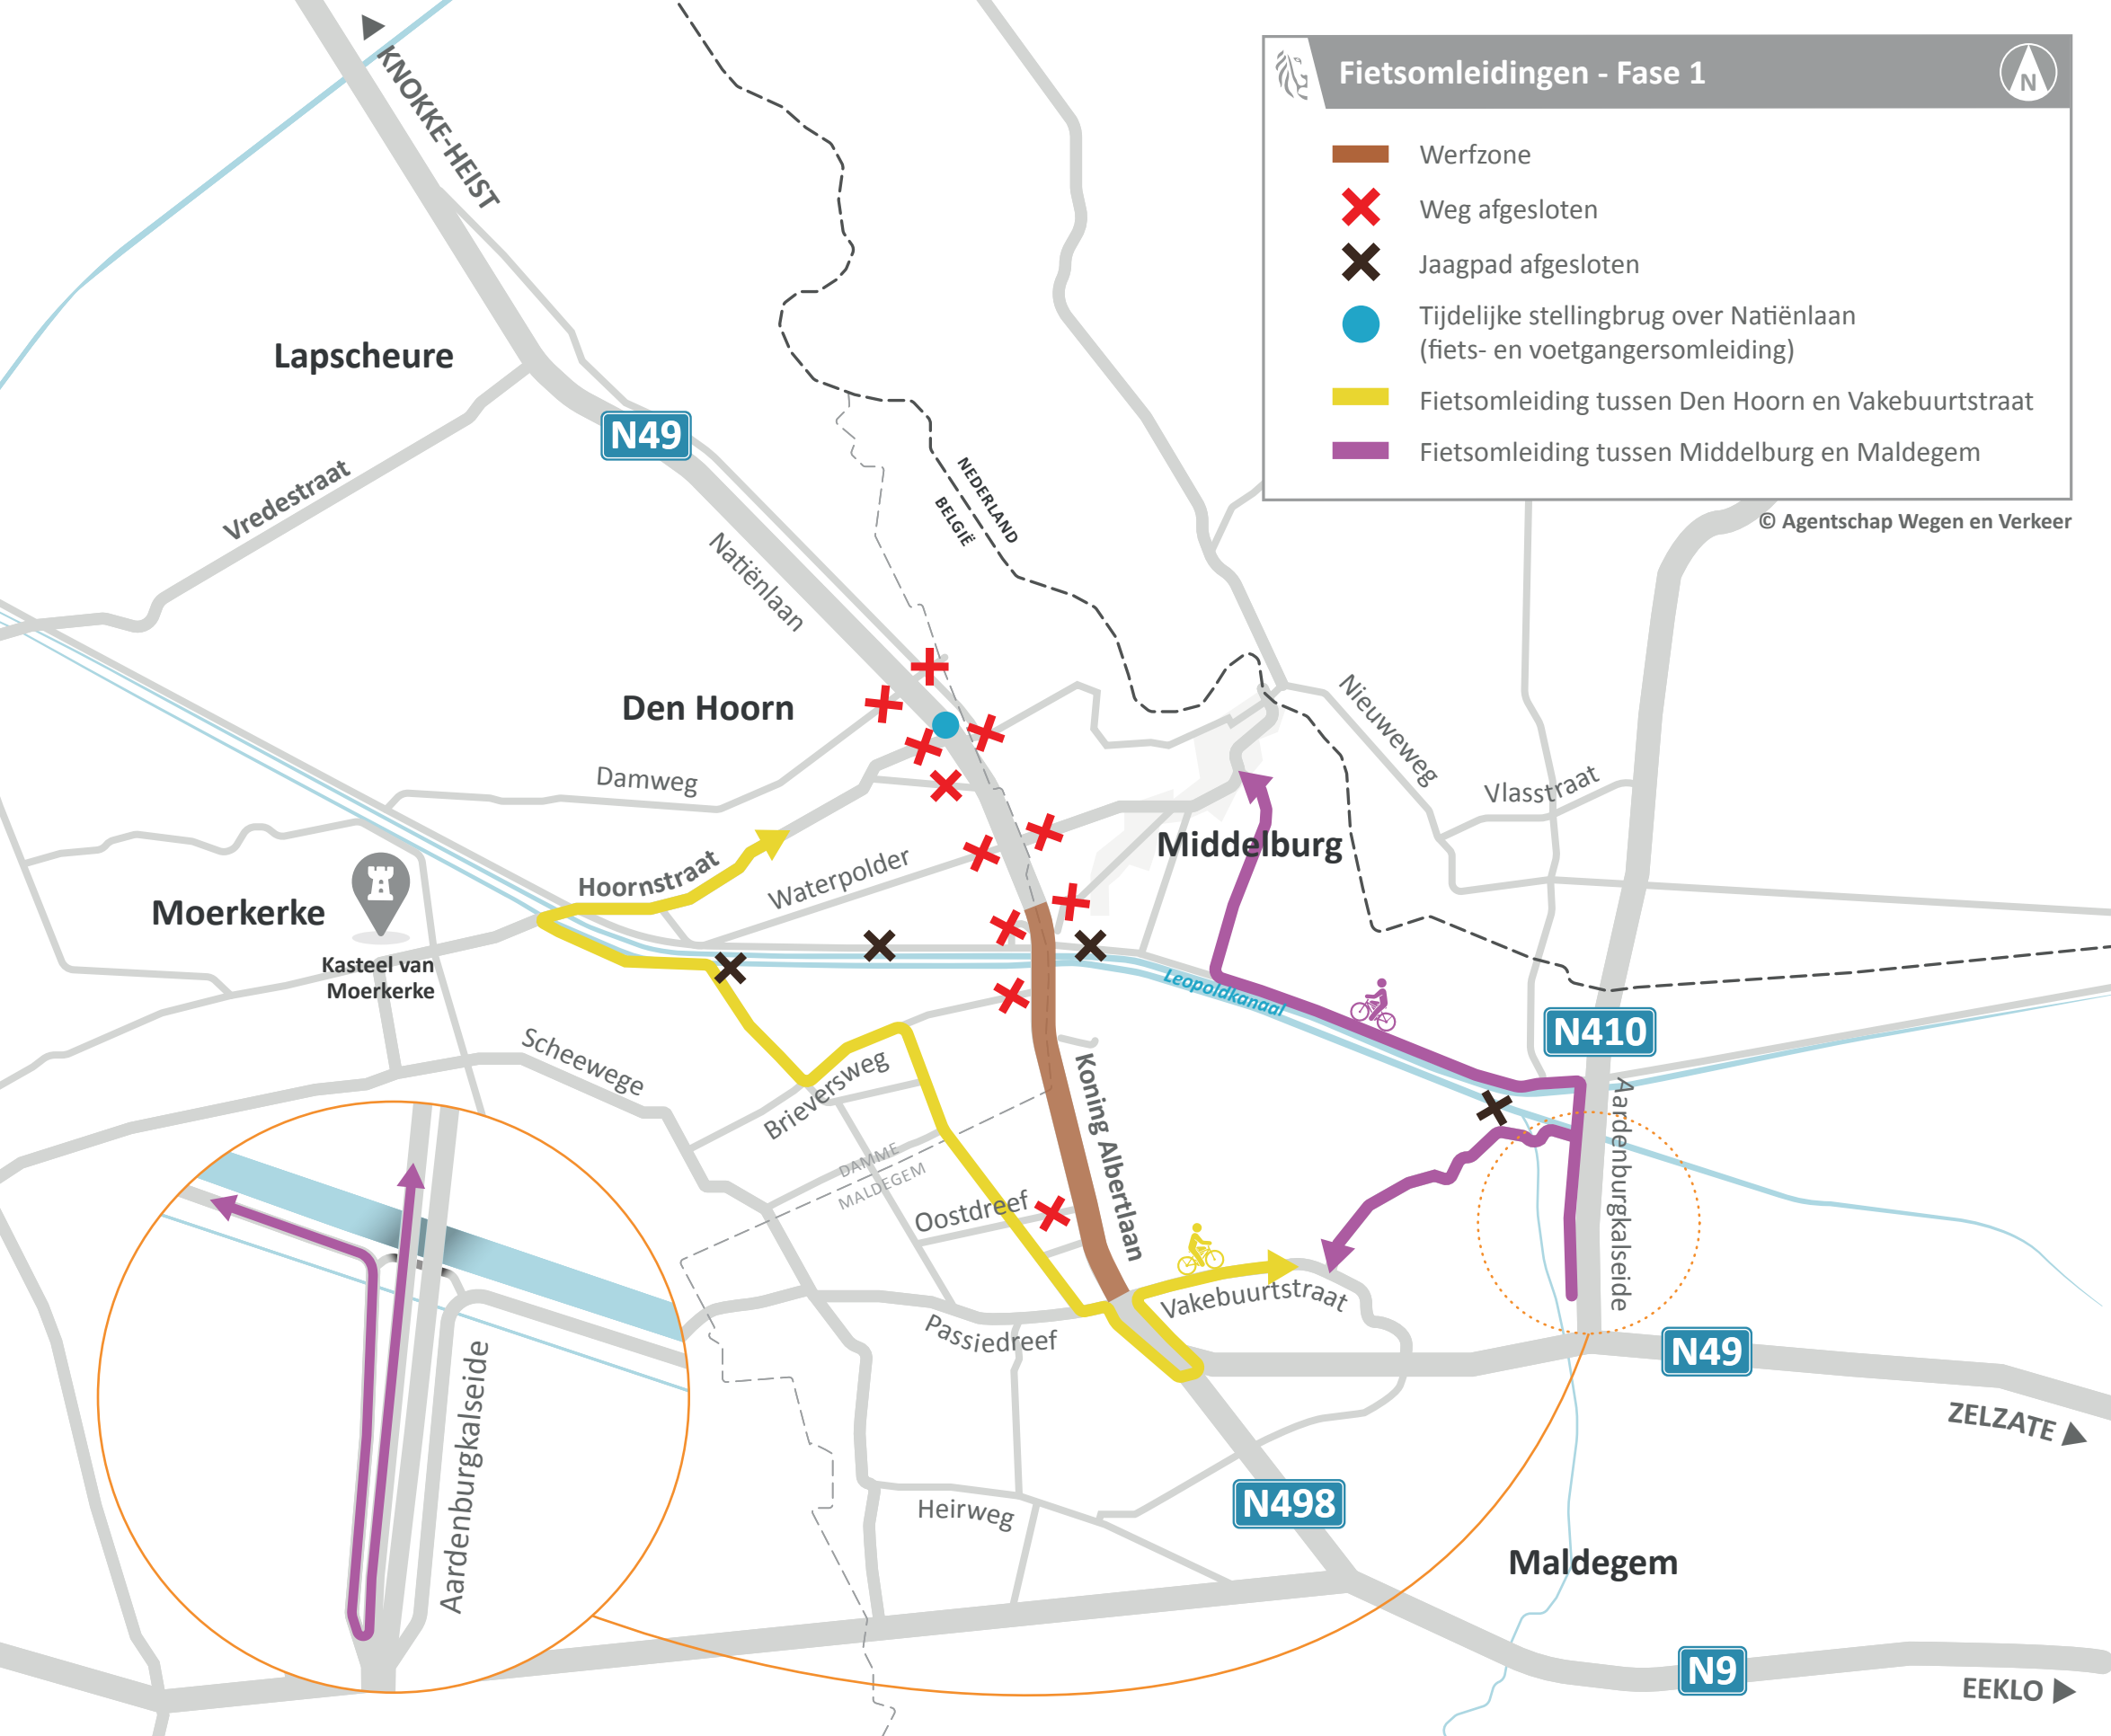 Fietsomleidingen - Fase 1
N
Werfzone
Weg afgesloten
Jaagpad afgesloten
Tijdelijke stellingbrug over Natiënlaan
(fiets- en voetgangersomleiding)
Fietsomleiding tussen Den Hoorn en Vakebuurtstraat
Fietsomleiding tussen Middelburg en Maldegem
© Agentschap Wegen en Verkeer
KNOKKE-HEIST
Lapscheure
N49
Vredestraat
Natiënlaan
NEDERLAND
BELGIË
Den Hoorn
Damweg
Nieuweweg
Vlasstraat
Middelburg
Hoornstraat
Waterpolder
Moerkerke
Kasteel van
Moerkerke
Leopoldkanaal
N410
Scheewege
Brieversweg
Koning Albertlaan
Aardenburgkalseide
DAMME
MALDEGEM
Oostdreef
Vakebuurtstraat
Passiedreef
N49
ZELZATE
Aardenburgkalseide
Heirweg
N498
Maldegem
N9
EEKLO